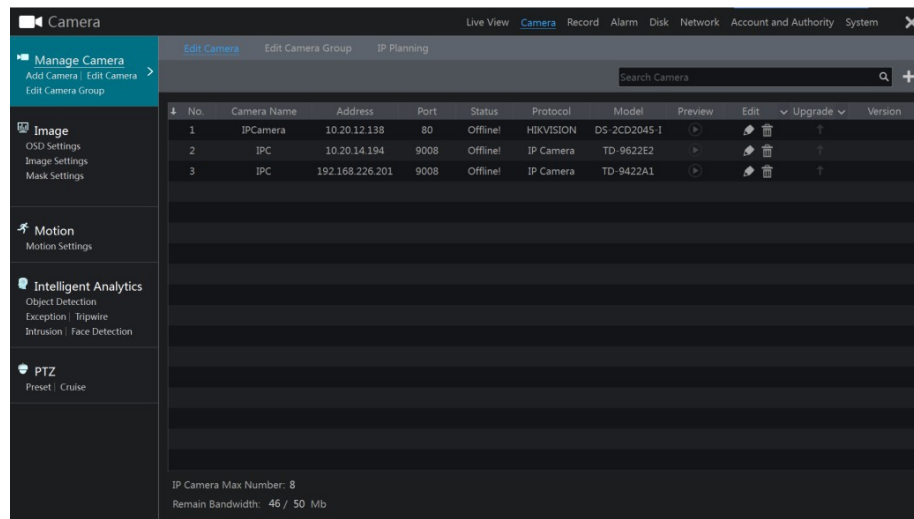 Camera
Live View Camera Record Alarm Disk Network Account and Authority System
Manage Camera
Add Camera | Edit Camera
Edit Camera Group
Image
OSD Settings
Image Settings
Mask Settings
Motion
Motion Settings
Intelligent Analytics
Object Detection
Exception | Tripwire
Intrusion | Face Detection
PTZ
Preset | Cruise
Edit Camera Edit Camera Group IP Planning
Search Camera
No. Camera Name Address Port Status Protocol Model Preview Edit Upgrade Version
1 IPCamera 10.20.12.138 80 Offline! HIKVISION DS-2CD2045-I
2 IPC 10.20.14.194 9008 Offline! IP Camera TD-9622E2
3 IPC 192.168.226.201 9008 Offline! IP Camera TD-9422A1
IP Camera Max Number: 8
Remain Bandwidth: 46 / 50 Mb